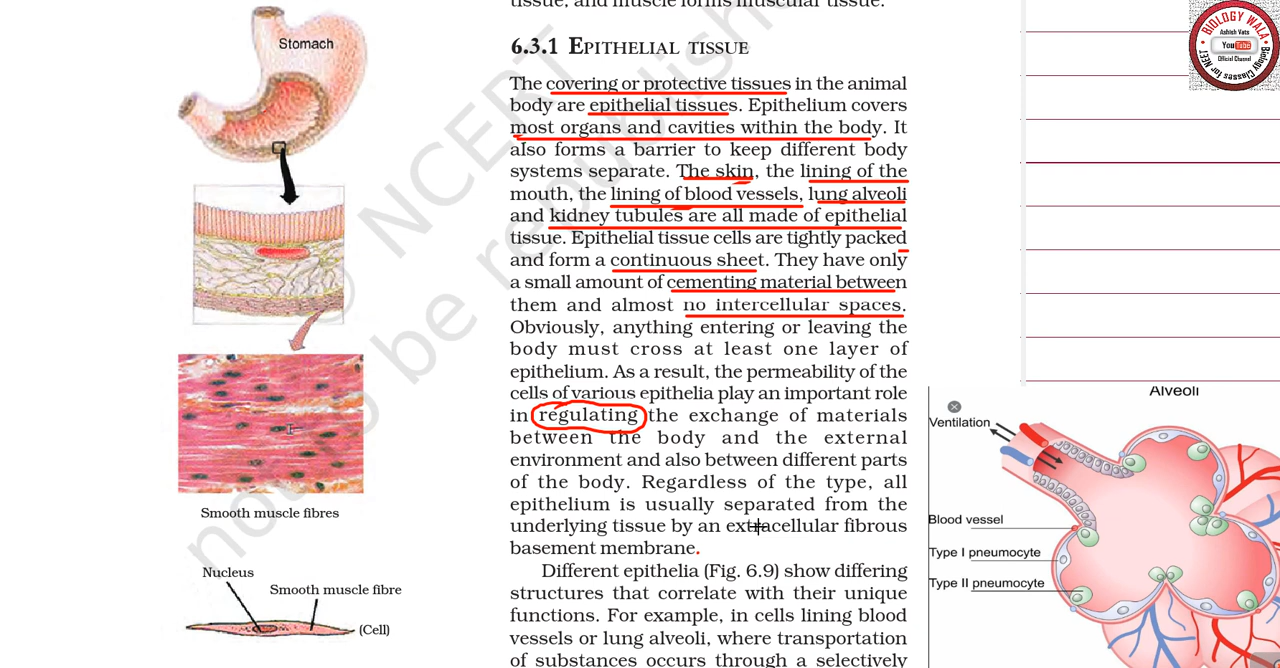 tissue, and muscle forms muscular tissue.
6.3.1 EPITHELIAL TISSUE
The covering or protective tissues in the animal
body are epithelial tissues. Epithelium covers
most organs and cavities within the body. It
also forms a barrier to keep different body
systems separate. The skin, the lining of the
mouth, the lining of blood vessels, lung alveoli
and kidney tubules are all made of epithelial
tissue. Epithelial tissue cells are tightly packed
and form a continuous sheet. They have only
a small amount of cementing material between
them and almost no intercellular spaces.
Obviously, anything entering or leaving the
body must cross at least one layer of
epithelium. As a result, the permeability of the
cells of various epithelia play an important role
in regulating the exchange of materials
between the body and the external
environment and also between different parts
of the body. Regardless of the type, all
epithelium is usually separated from the
underlying tissue by an extracellular fibrous
basement membrane.
Different epithelia (Fig. 6.9) show differing
structures that correlate with their unique
functions. For example, in cells lining blood
vessels or lung alveoli, where transportation
of substances occurs through a selectively
Stomach
Smooth muscle fibres
Nucleus
Smooth muscle fibre
(Cell)
© NCERT
not to be republished
BIOLOGY WALA
Ashish Vats
YouTube
Official Channel
Biology Classes for NEET
Alveoli
Ventilation
Blood vessel
Type I pneumocyte
Type II pneumocyte